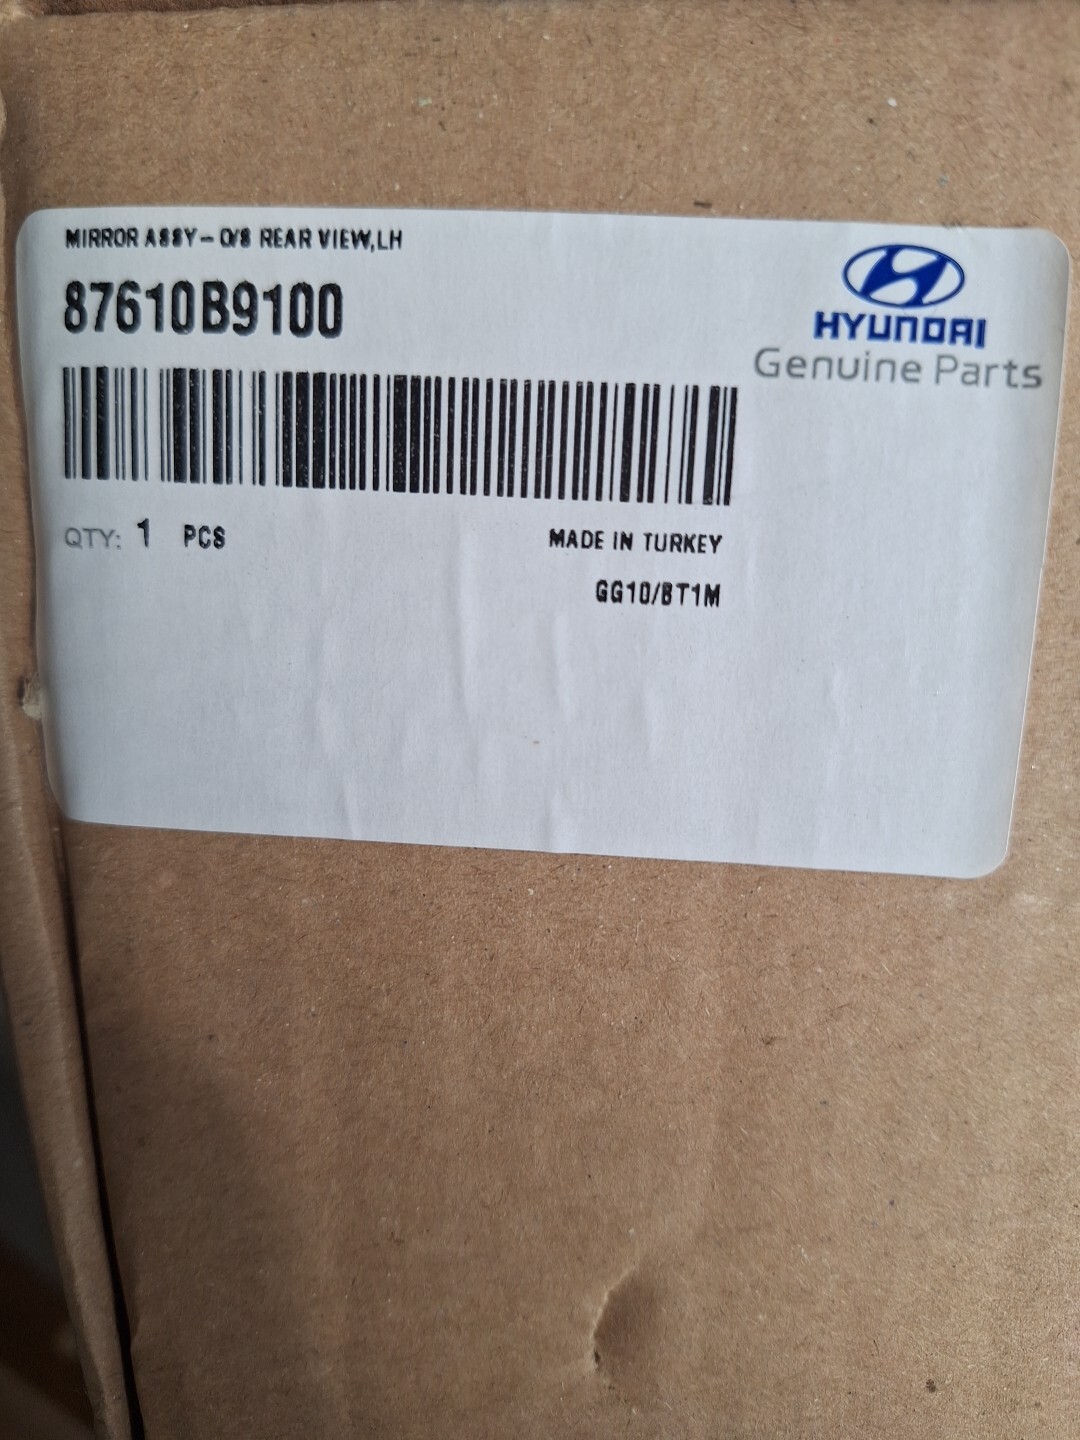 MIRROR ASSY- O/S REAR VIEW,LH
87610B9100
HYUNDAI
Genuine Parts
QTY: 1 PCS
MADE IN TURKEY
GG10/BT1M